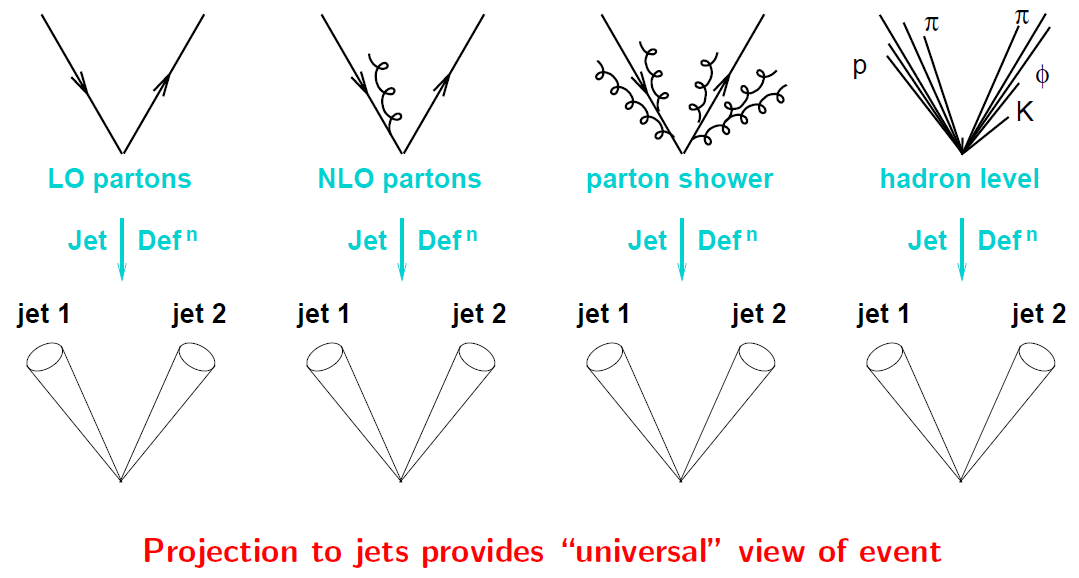 π π
p φ
K
LO partons NLO partons parton shower hadron level
Jet Def n Jet Def n Jet Def n Jet Def n
jet 1 jet 2 jet 1 jet 2 jet 1 jet 2 jet 1 jet 2
Projection to jets provides “universal” view of event